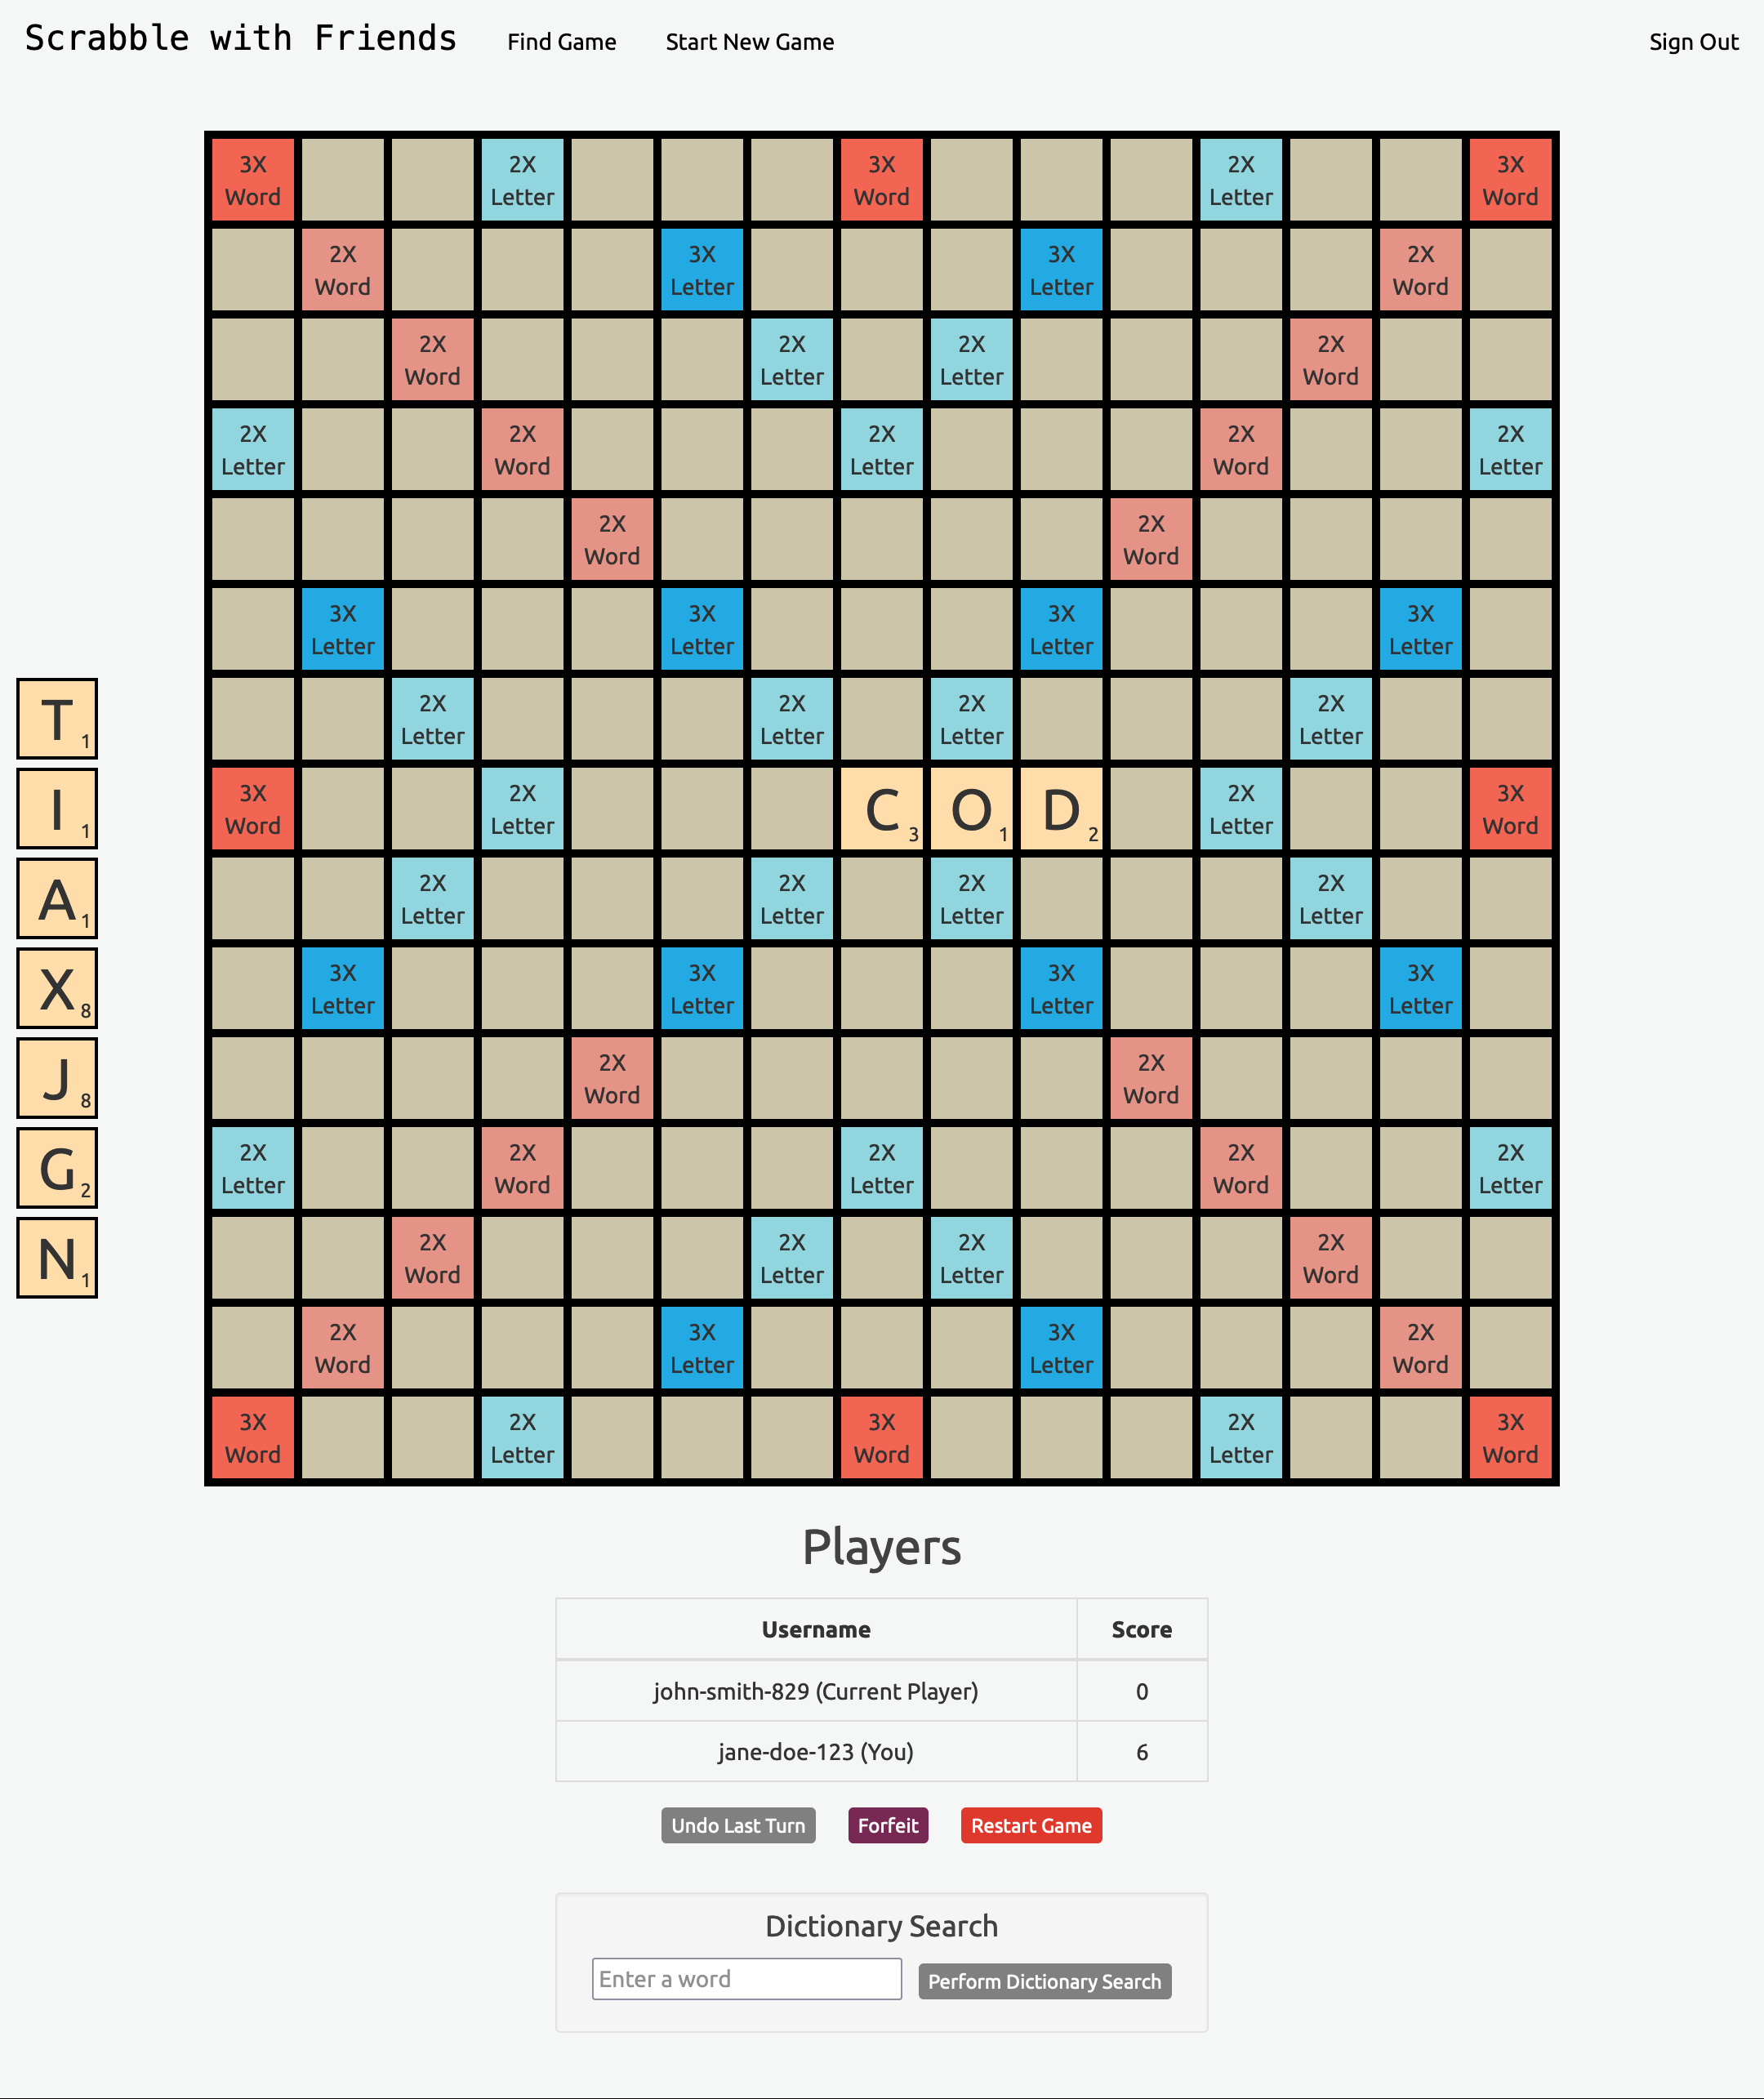 Scrabble with Friends Find Game Start New Game Sign Out
3X Word 2X Letter 3X Word 2X Letter 3X Word
2X Word 3X Letter 3X Letter 2X Word
2X Word 2X Letter 2X Letter 2X Word
2X Letter 2X Word 2X Letter 2X Word 2X Letter
2X Word 2X Word
3X Letter 3X Letter 3X Letter 3X Letter
T 1 2X Letter 2X Letter 2X Letter 2X Letter
I 1 3X Word 2X Letter C 3 O 1 D 2 2X Letter 3X Word
A 1 2X Letter 2X Letter 2X Letter 2X Letter
X 8 3X Letter 3X Letter 3X Letter 3X Letter
J 8 2X Word 2X Word
G 2 2X Letter 2X Word 2X Letter 2X Word 2X Letter
N 1 2X Word 2X Letter 2X Letter 2X Word
2X Word 3X Letter 3X Letter 2X Word
3X Word 2X Letter 3X Word 2X Letter 3X Word
Players
Username Score
john-smith-829 (Current Player) 0
jane-doe-123 (You) 6
Undo Last Turn Forfeit Restart Game
Dictionary Search
Enter a word Perform Dictionary Search